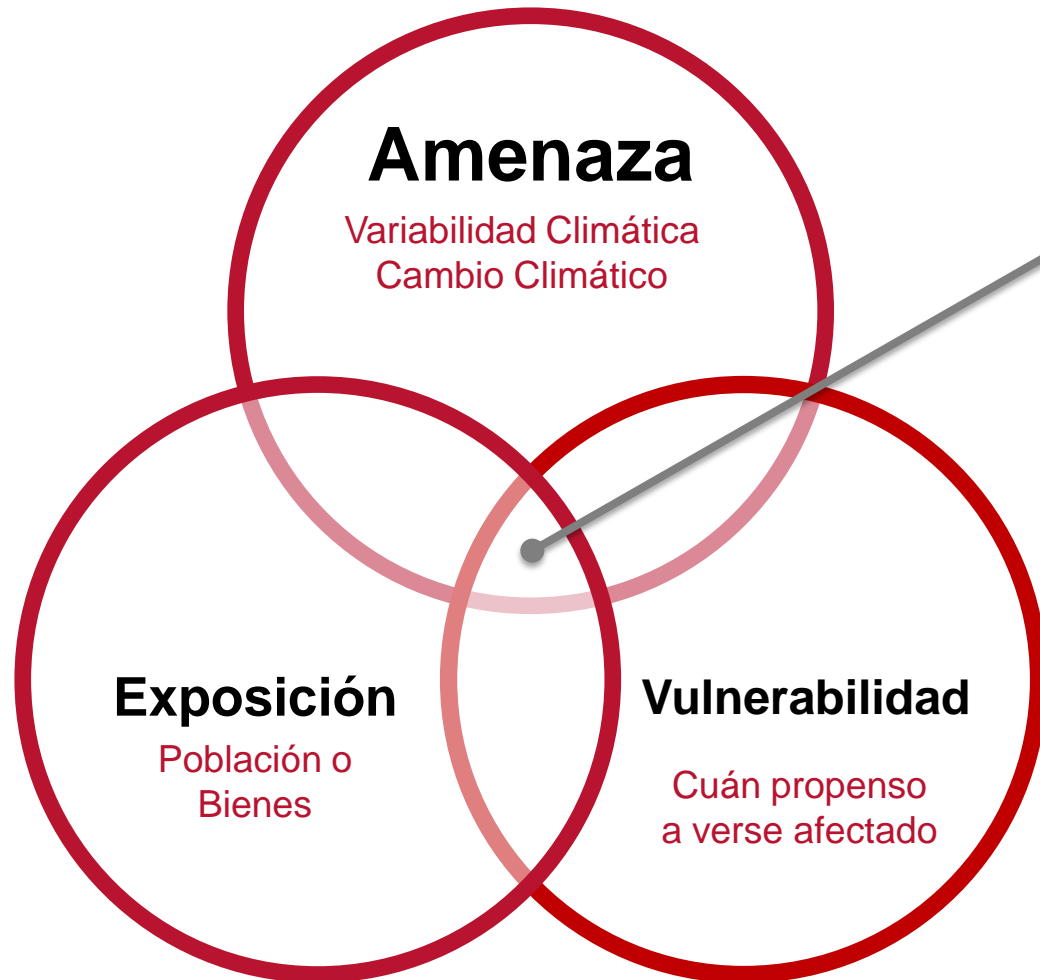 Amenaza
Variabilidad Climática
Cambio Climático
Exposición
Población o
Bienes
Vulnerabilidad
Cuán propenso
a verse afectado